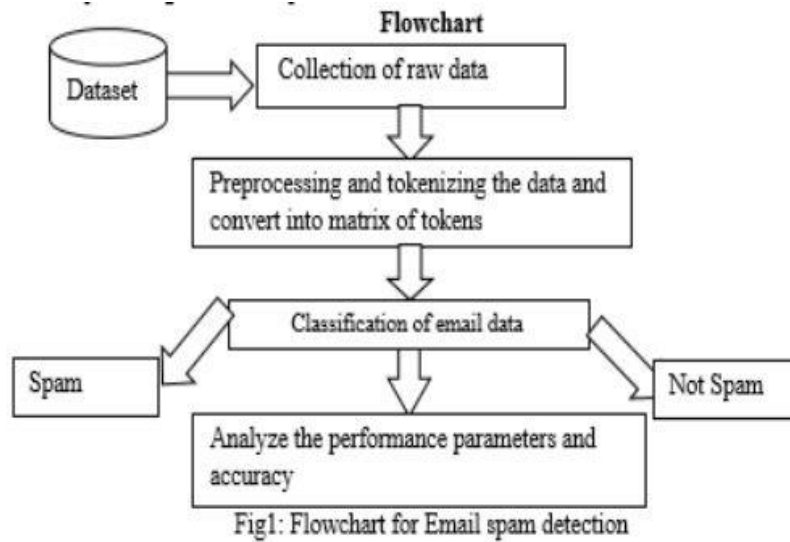 Flowchart
Dataset
Collection of raw data
Preprocessing and tokenizing the data and
convert into matrix of tokens
Classification of email data
Spam
Not Spam
Analyze the performance parameters and
accuracy
Fig1: Flowchart for Email spam detection